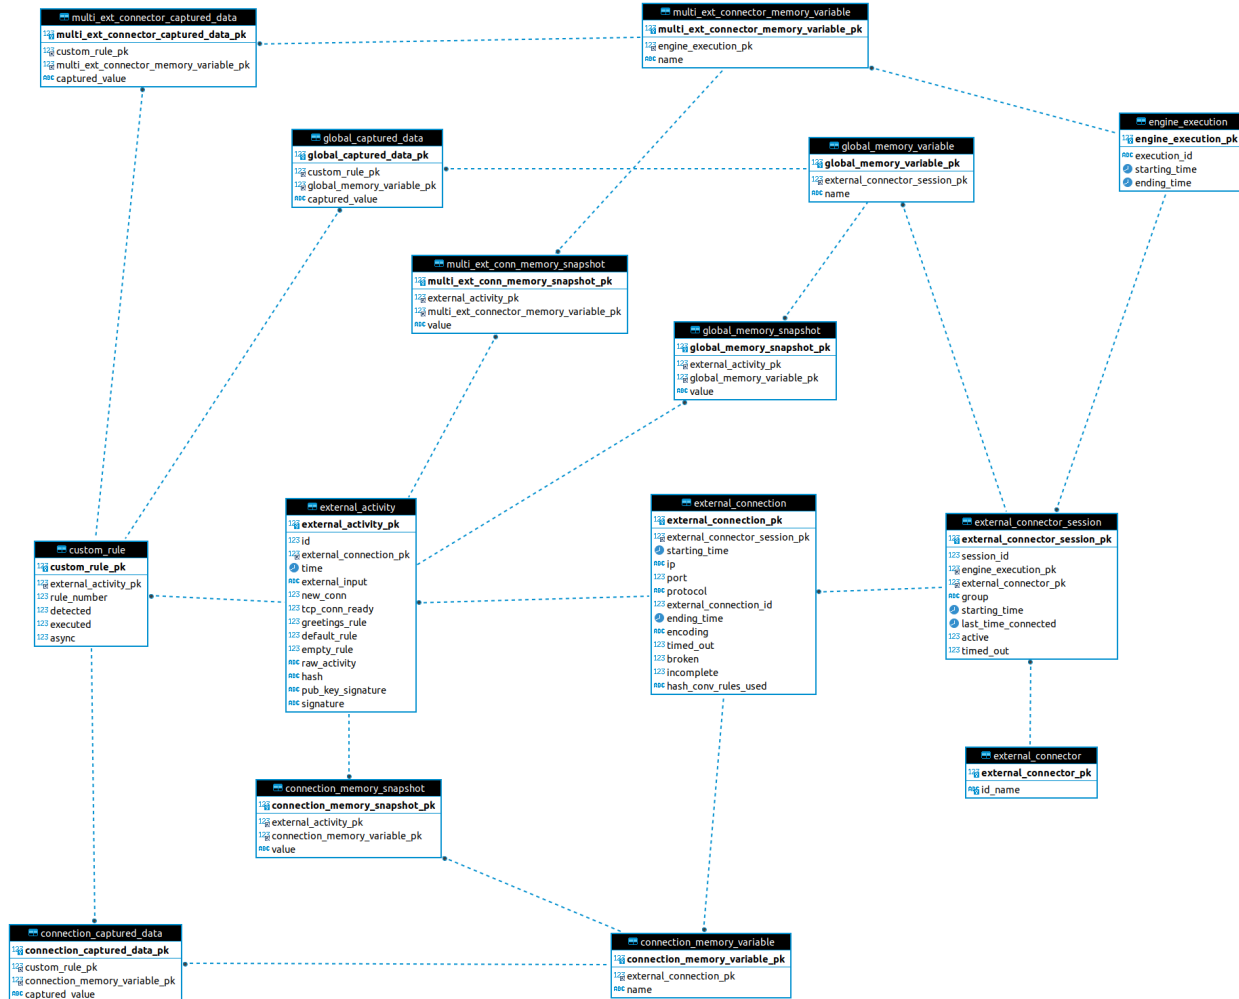 multi_ext_connector_captured_data
multi_ext_connector_captured_data_pk
custom_rule_pk
multi_ext_connector_memory_variable_pk
captured_value
multi_ext_connector_memory_variable
multi_ext_connector_memory_variable_pk
engine_execution_pk
name
engine_execution
engine_execution_pk
execution_id
starting_time
ending_time
global_captured_data
global_captured_data_pk
custom_rule_pk
global_memory_variable_pk
captured_value
global_memory_variable
global_memory_variable_pk
external_connector_session_pk
name
multi_ext_conn_memory_snapshot
multi_ext_conn_memory_snapshot_pk
external_activity_pk
multi_ext_connector_memory_variable_pk
value
global_memory_snapshot
global_memory_snapshot_pk
external_activity_pk
global_memory_variable_pk
value
custom_rule
custom_rule_pk
external_activity_pk
rule_number
detected
executed
async
external_activity
external_activity_pk
id
external_connection_pk
time
external_input
new_conn
tcp_conn_ready
greetings_rule
default_rule
empty_rule
raw_activity
hash
pub_key_signature
signature
external_connection
external_connection_pk
external_connector_session_pk
starting_time
ip
port
protocol
external_connection_id
ending_time
encoding
timed_out
broken
incomplete
hash_conv_rules_used
external_connector_session
external_connector_session_pk
session_id
engine_execution_pk
external_connector_pk
group
starting_time
last_time_connected
active
timed_out
external_connector
external_connector_pk
id_name
connection_memory_snapshot
connection_memory_snapshot_pk
external_activity_pk
connection_memory_variable_pk
value
connection_captured_data
connection_captured_data_pk
custom_rule_pk
connection_memory_variable_pk
captured_value
connection_memory_variable
connection_memory_variable_pk
external_connection_pk
name